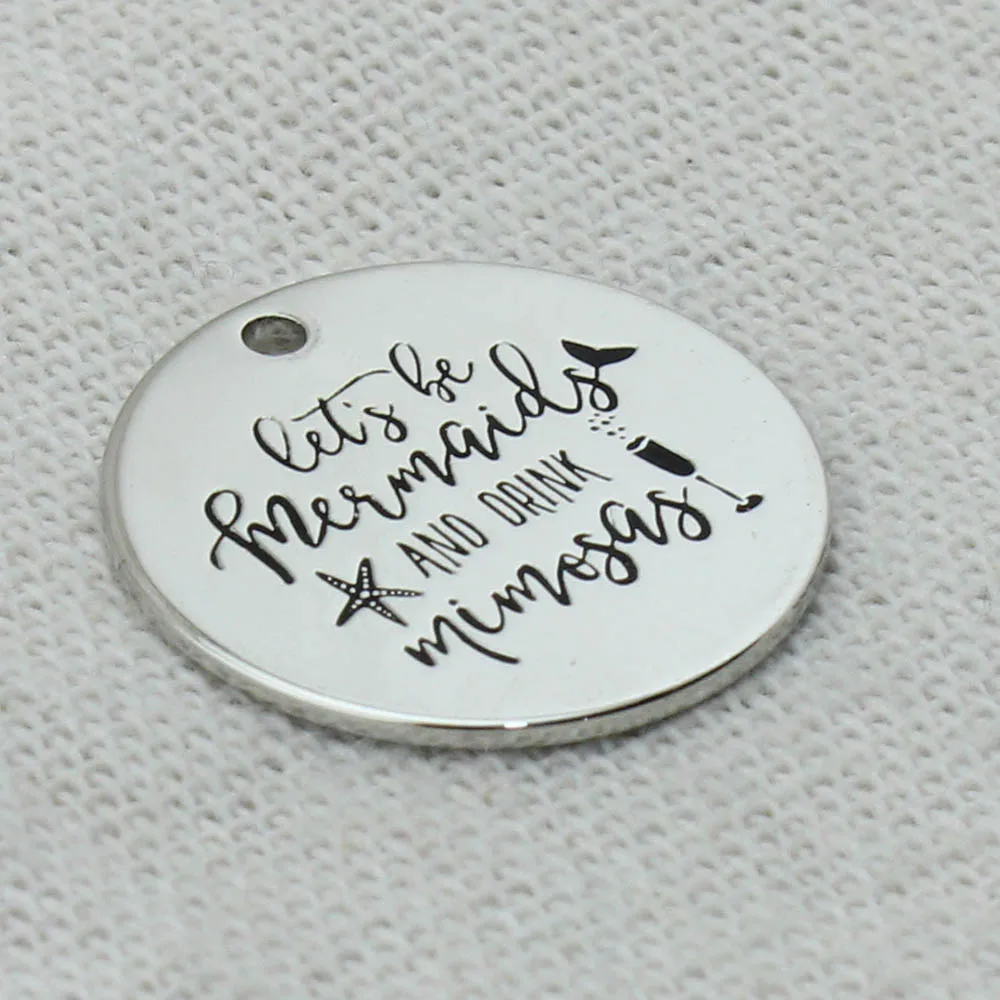 let's be
mermaids
AND DRINK
mimosas